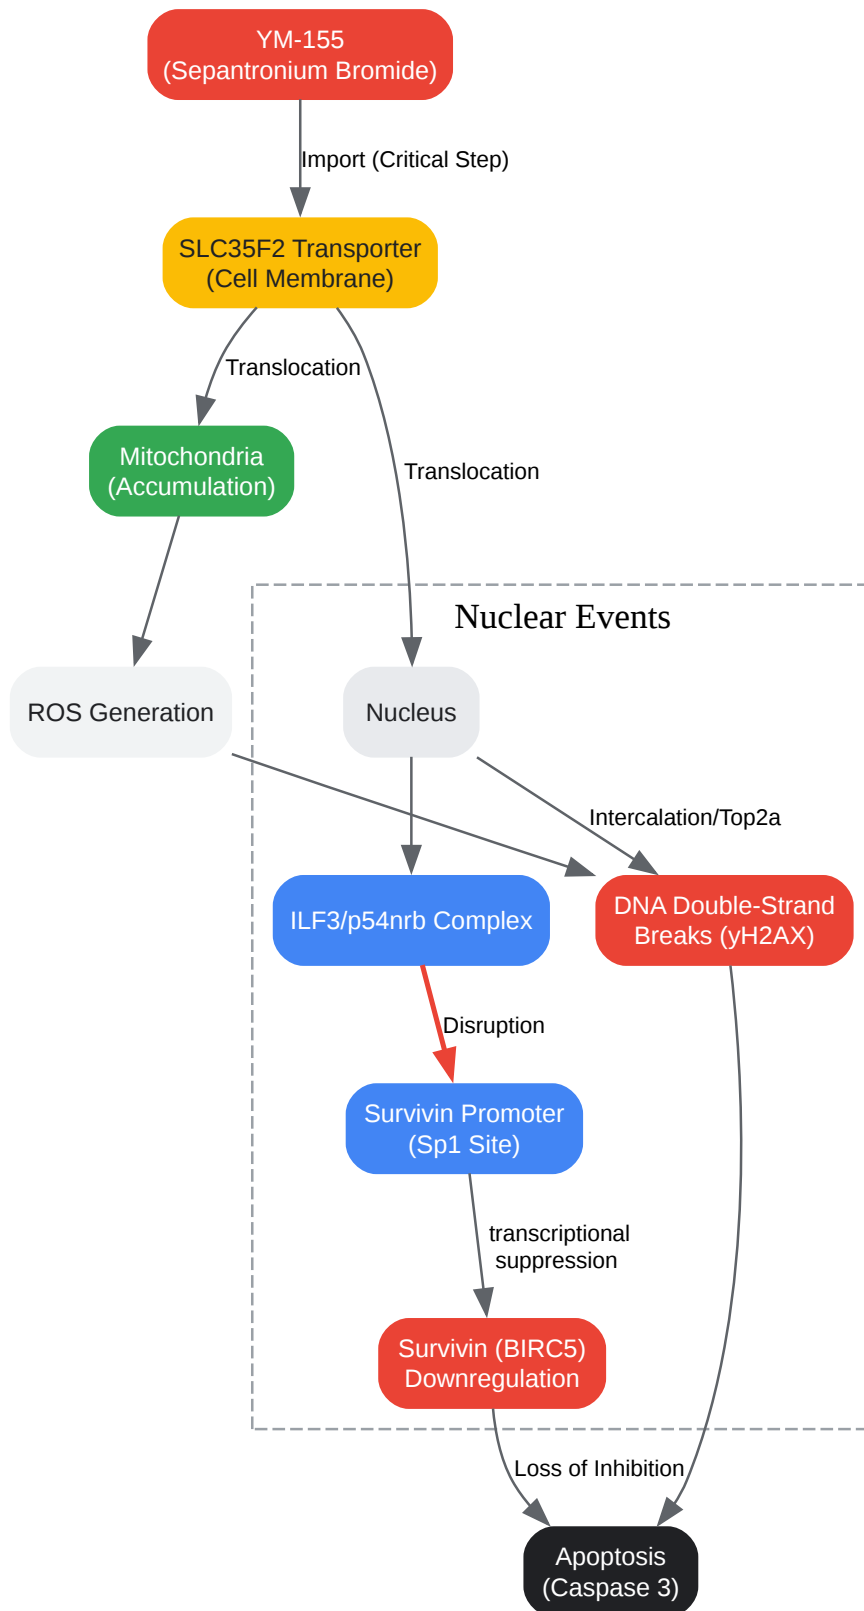 YM-155
(Sepantronium Bromide)
Import (Critical Step)
SLC35F2 Transporter
(Cell Membrane)
Translocation
Mitochondria
(Accumulation)
Translocation
Nuclear Events
ROS Generation
Nucleus
Intercalation/Top2a
ILF3/p54nrb Complex
DNA Double-Strand
Breaks (yH2AX)
Disruption
Survivin Promoter
(Sp1 Site)
transcriptional
suppression
Survivin (BIRC5)
Downregulation
Loss of Inhibition
Apoptosis
(Caspase 3)